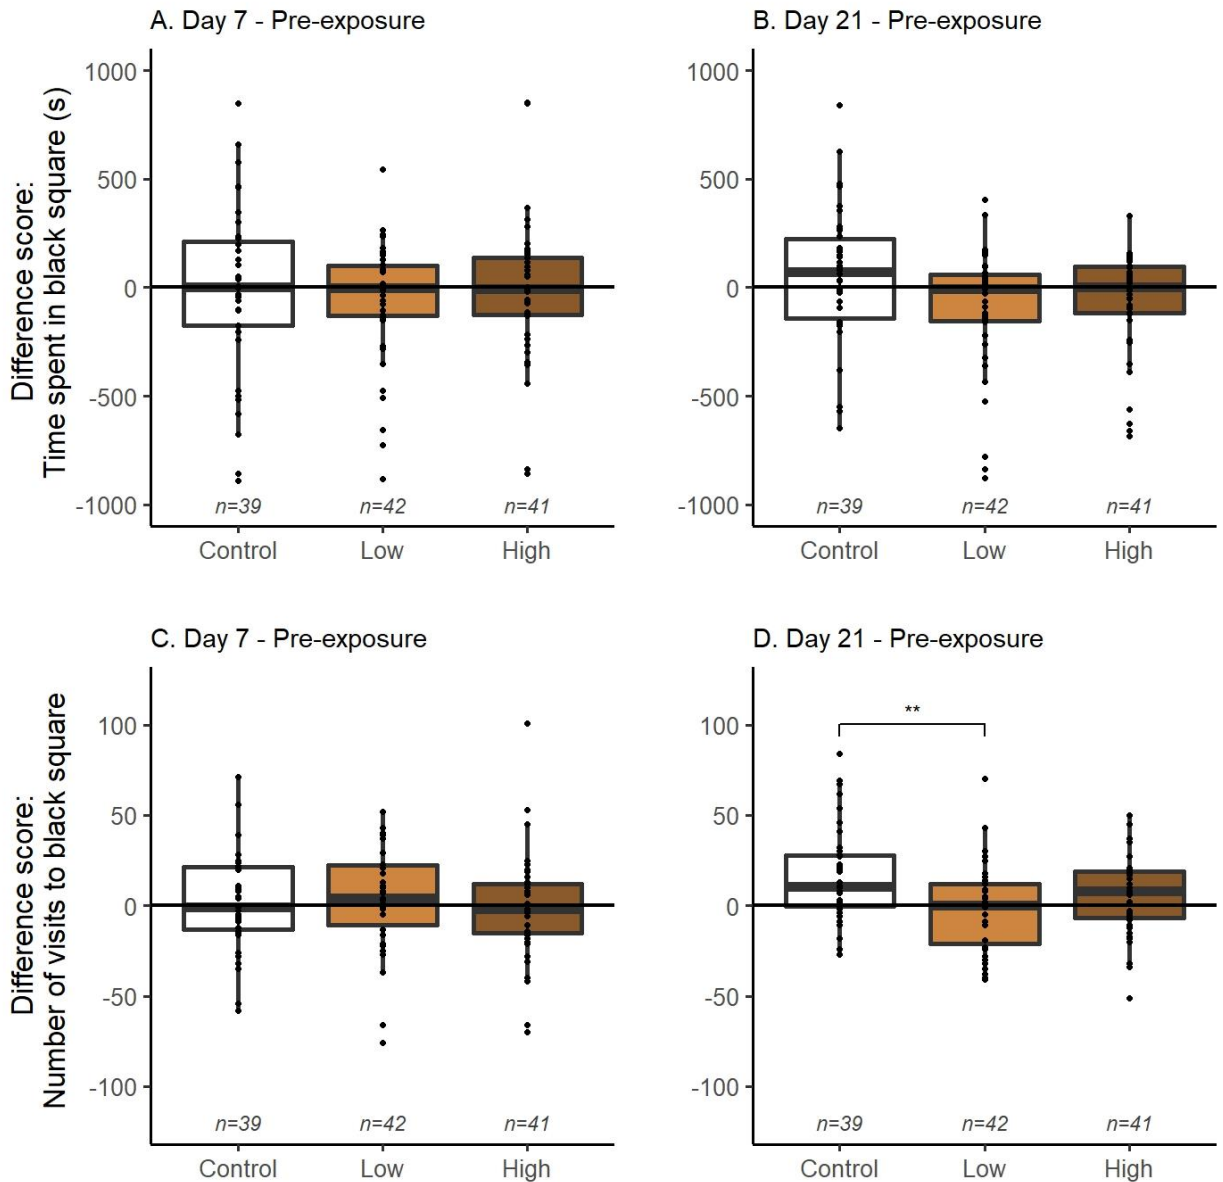 A. Day 7 - Pre-exposure
Difference score:
Time spent in black square (s)
1000
500
0
-500
-1000
n=39 n=42 n=41
Control Low High
B. Day 21 - Pre-exposure
1000
500
0
-500
-1000
n=39 n=42 n=41
Control Low High
C. Day 7 - Pre-exposure
Difference score:
Number of visits to black square
100
50
0
-50
-100
n=39 n=42 n=41
Control Low High
D. Day 21 - Pre-exposure
**
100
50
0
-50
-100
n=39 n=42 n=41
Control Low High